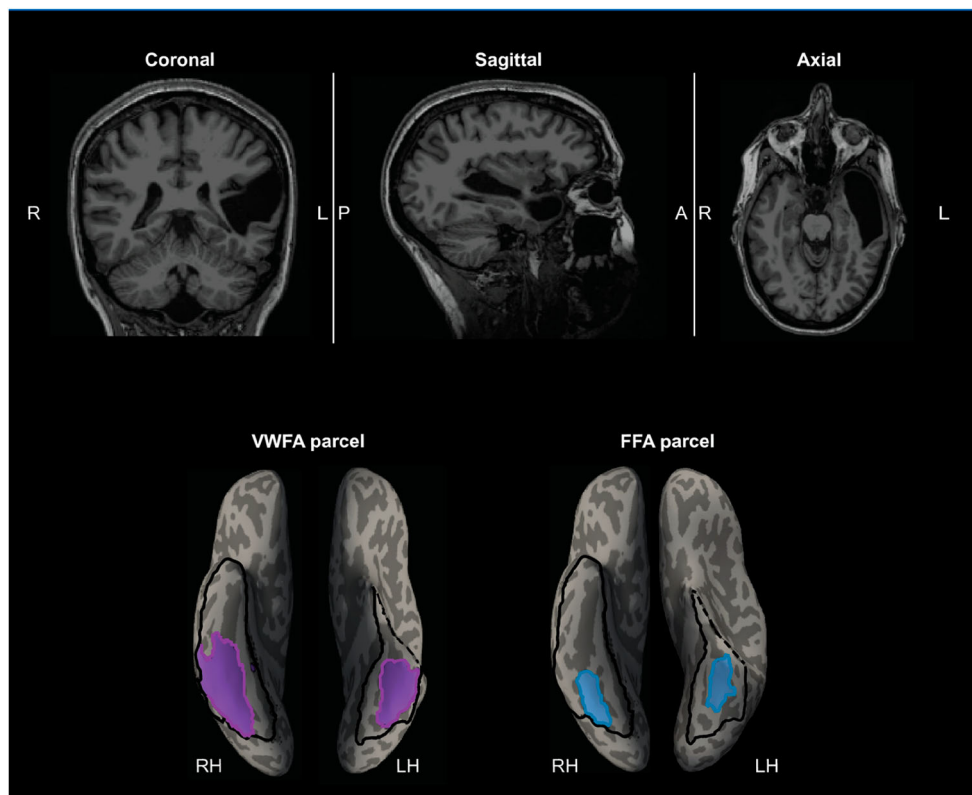 Coronal
Sagittal
Axial
R
L
P
A
R
L
VWFA parcel
FFA parcel
RH
LH
RH
LH